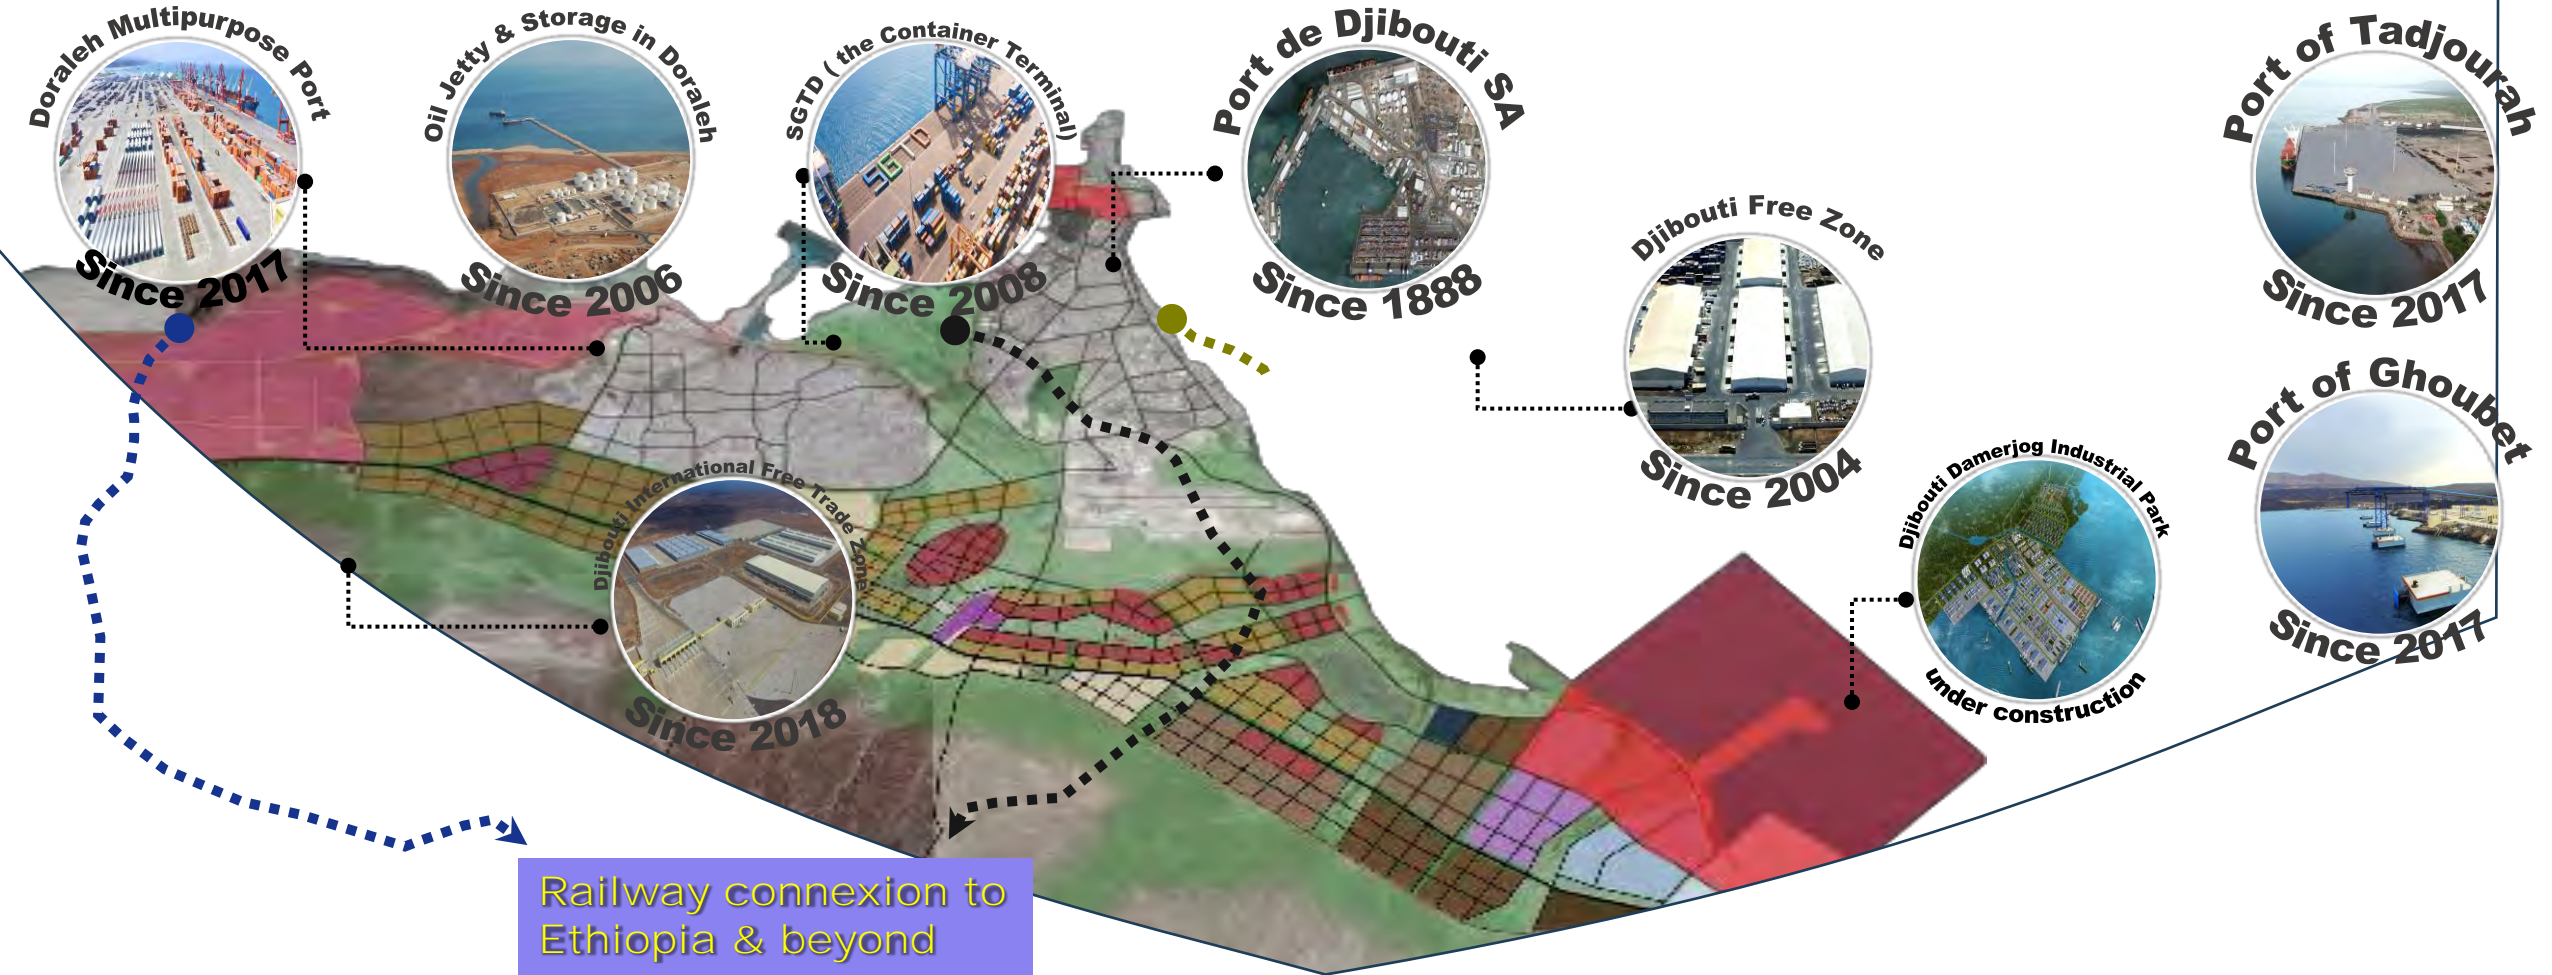 Doraleh Multipurpose Port
Since 2017
Oil Jetty & Storage in Doraleh
Since 2006
SGTD ( the Container Terminal)
SGTD
Since 2008
Port de Djibouti SA
Since 1888
Djibouti Free Zone
Since 2004
Port of Tadjourah
Since 2017
Port of Ghoubet
Since 2017
Djibouti Damerjog Industrial Park
under construction
Djibouti International Free Trade Zone
Since 2018
Railway connexion to
Ethiopia & beyond